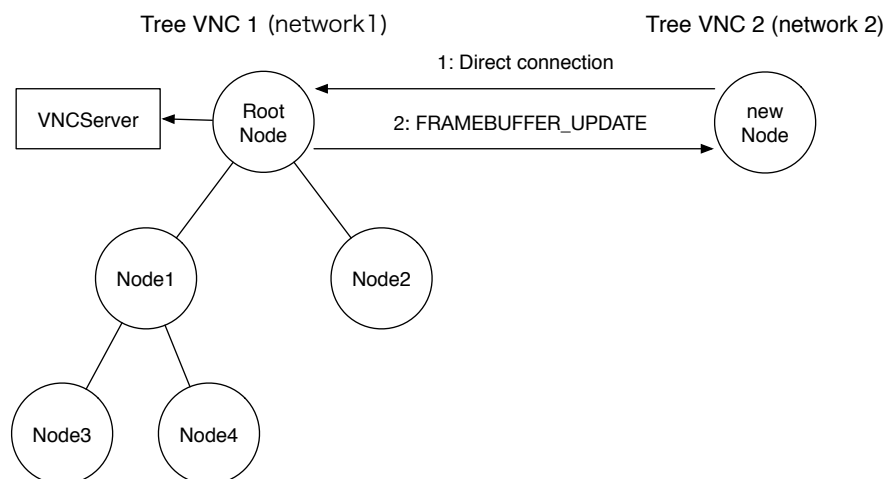 Tree VNC 1 (network1)
Tree VNC 2 (network 2)
1: Direct connection
VNCServer
Root
Node
2: FRAMEBUFFER_UPDATE
new
Node
Node1
Node2
Node3
Node4